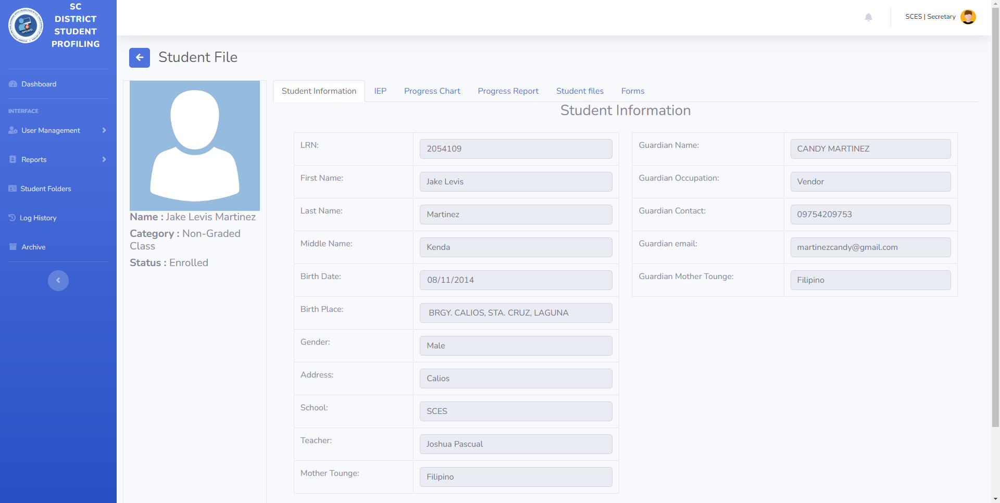 SC
DISTRICT
STUDENT
PROFILING
SCES | Secretary
Student File
Dashboard
INTERFACE
User Management
Reports
Student Folders
Log History
Archive
Name : Jake Levis Martinez
Category : Non-Graded
Class
Status : Enrolled
Student Information IEP Progress Chart Progress Report Student files Forms
Student Information
LRN: 2054109
First Name: Jake Levis
Last Name: Martinez
Middle Name: Kenda
Birth Date: 08/11/2014
Birth Place: BRGY. CALIOS, STA. CRUZ, LAGUNA
Gender: Male
Address: Calios
School: SCES
Teacher: Joshua Pascual
Mother Tounge: Filipino
Guardian Name: CANDY MARTINEZ
Guardian Occupation: Vendor
Guardian Contact: 09754209753
Guardian email: martinezcandy@gmail.com
Guardian Mother Tounge: Filipino